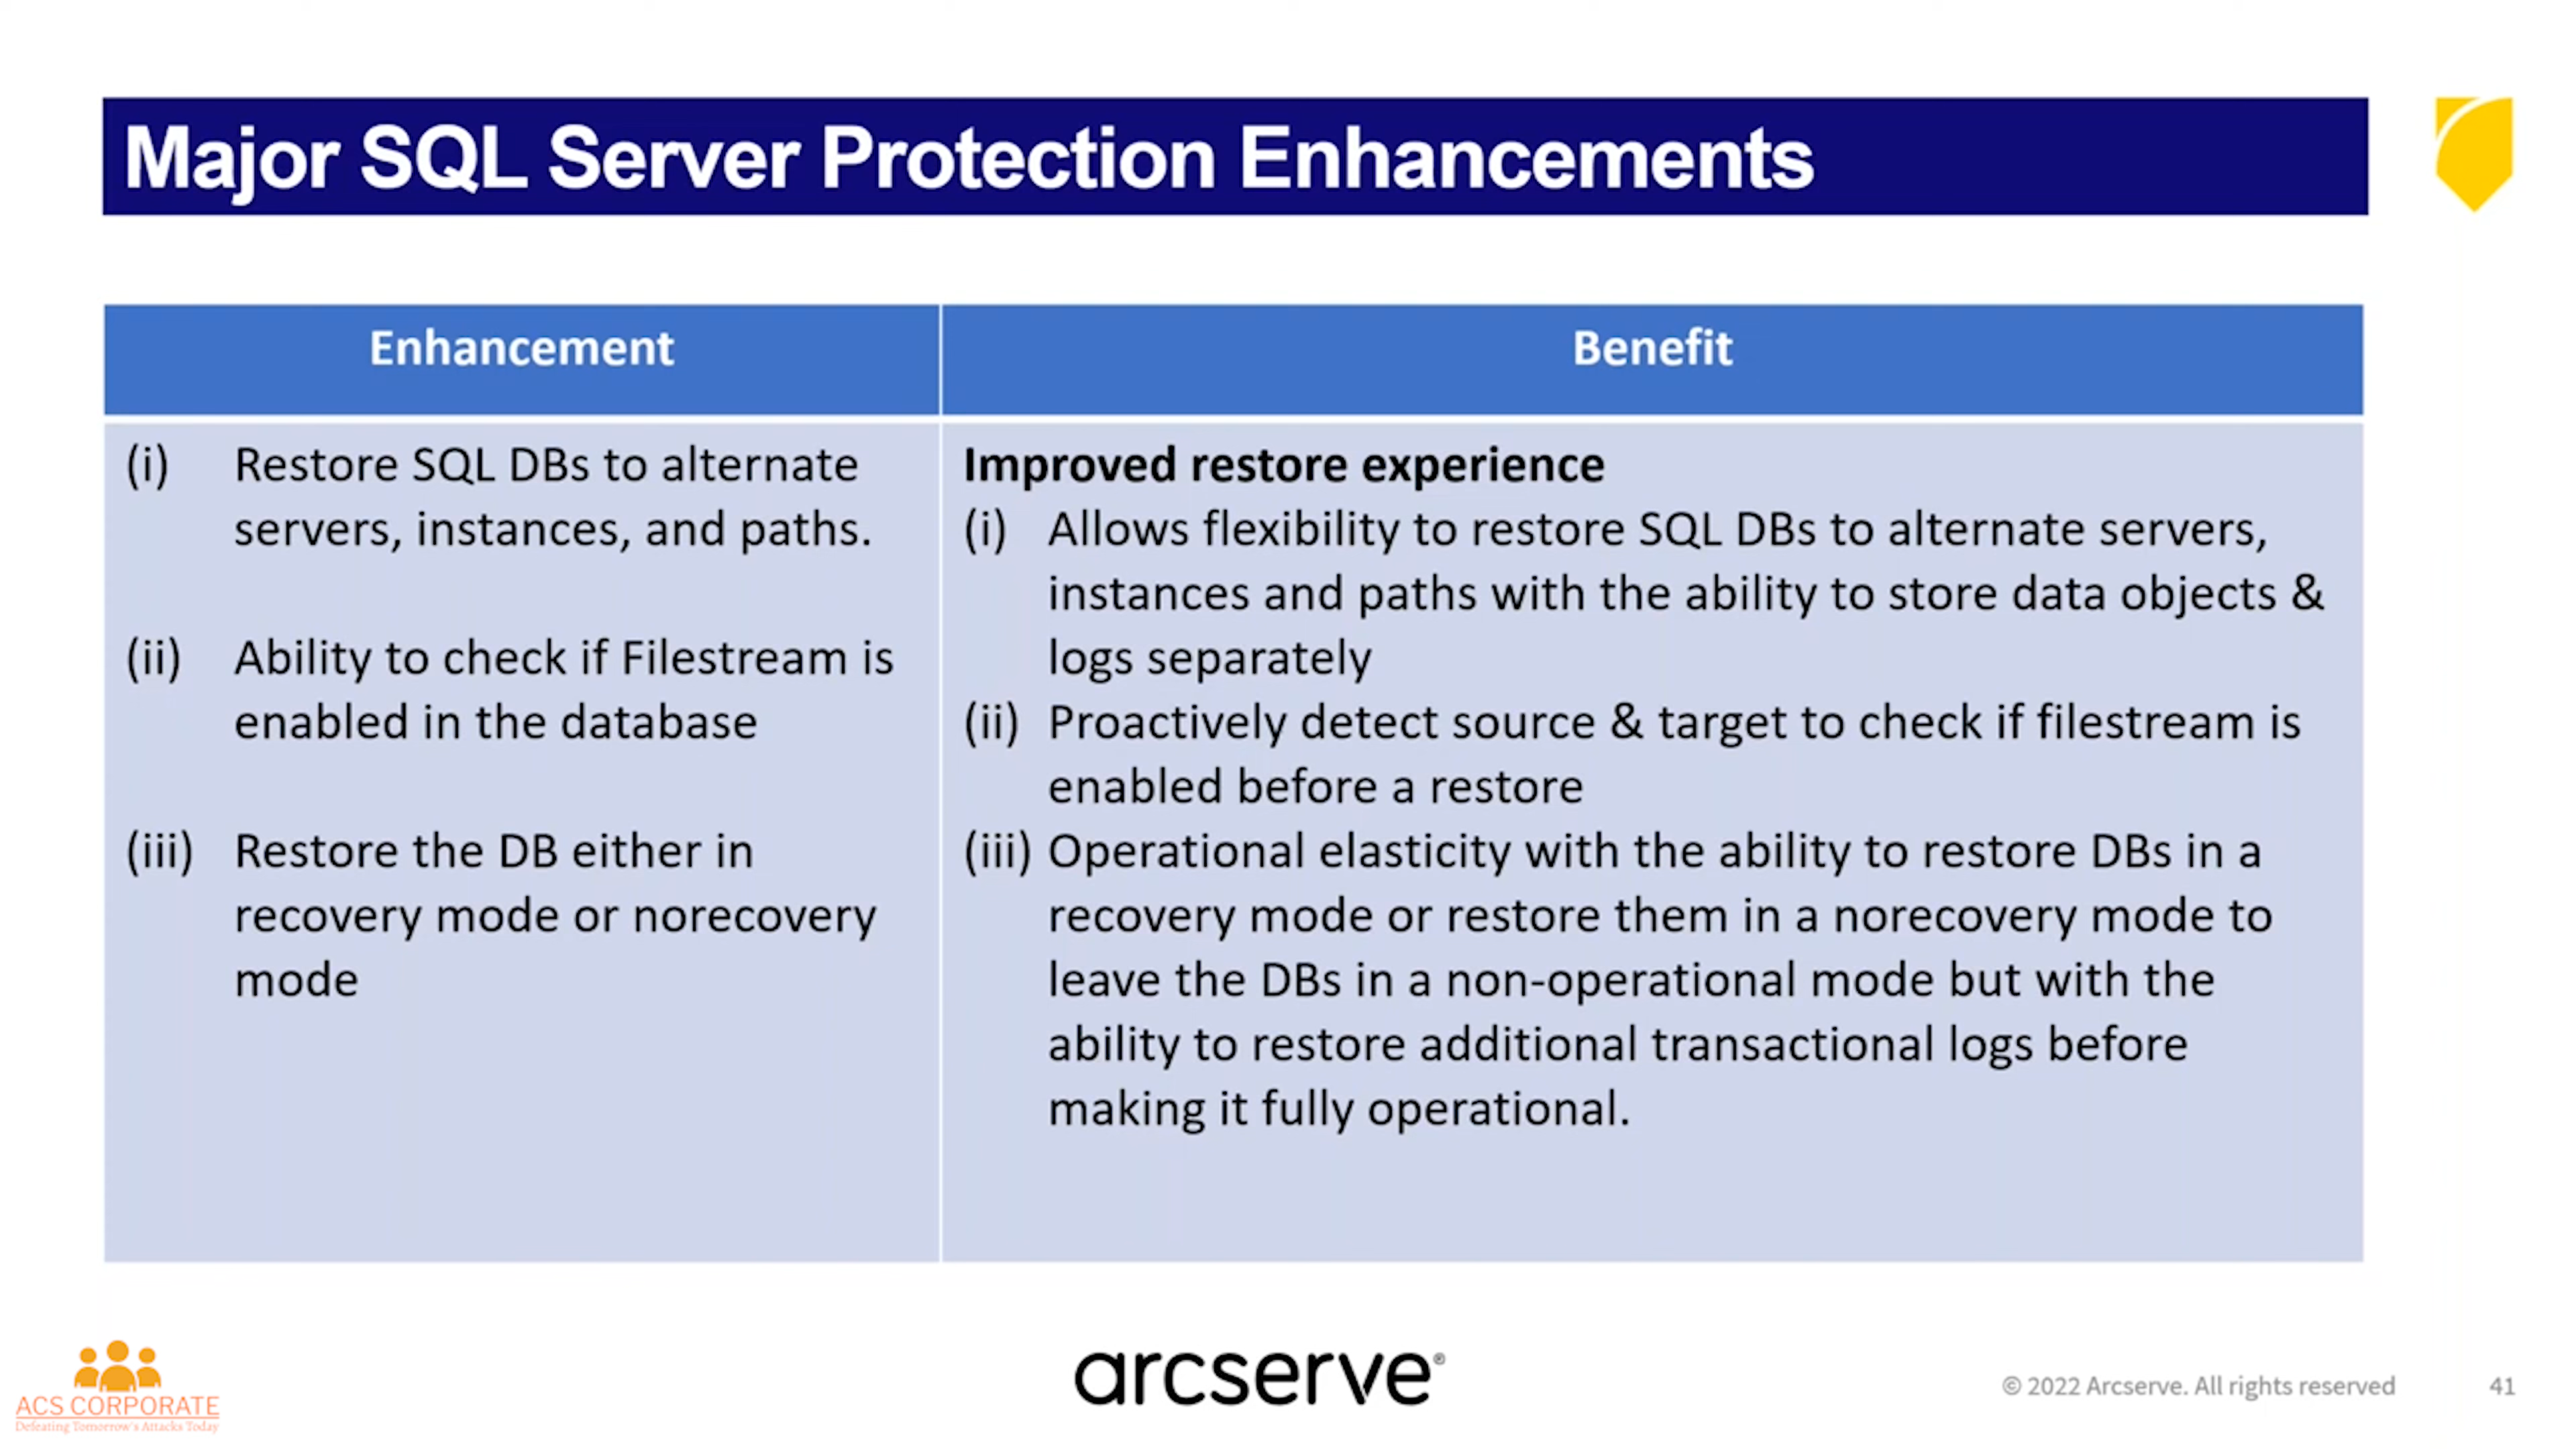 Major SQL Server Protection Enhancements
Enhancement
Benefit
(i) Restore SQL DBs to alternate
servers, instances, and paths.
(ii) Ability to check if Filestream is
enabled in the database
(iii) Restore the DB either in
recovery mode or norecovery
mode
Improved restore experience
(i) Allows flexibility to restore SQL DBs to alternate servers,
instances and paths with the ability to store data objects &
logs separately
(ii) Proactively detect source & target to check if filestream is
enabled before a restore
(iii) Operational elasticity with the ability to restore DBs in a
recovery mode or restore them in a norecovery mode to
leave the DBs in a non-operational mode but with the
ability to restore additional transactional logs before
making it fully operational.
ACS CORPORATE
Defeating Tomorrow's Attacks Today
arcserve®
© 2022 Arcserve. All rights reserved
41